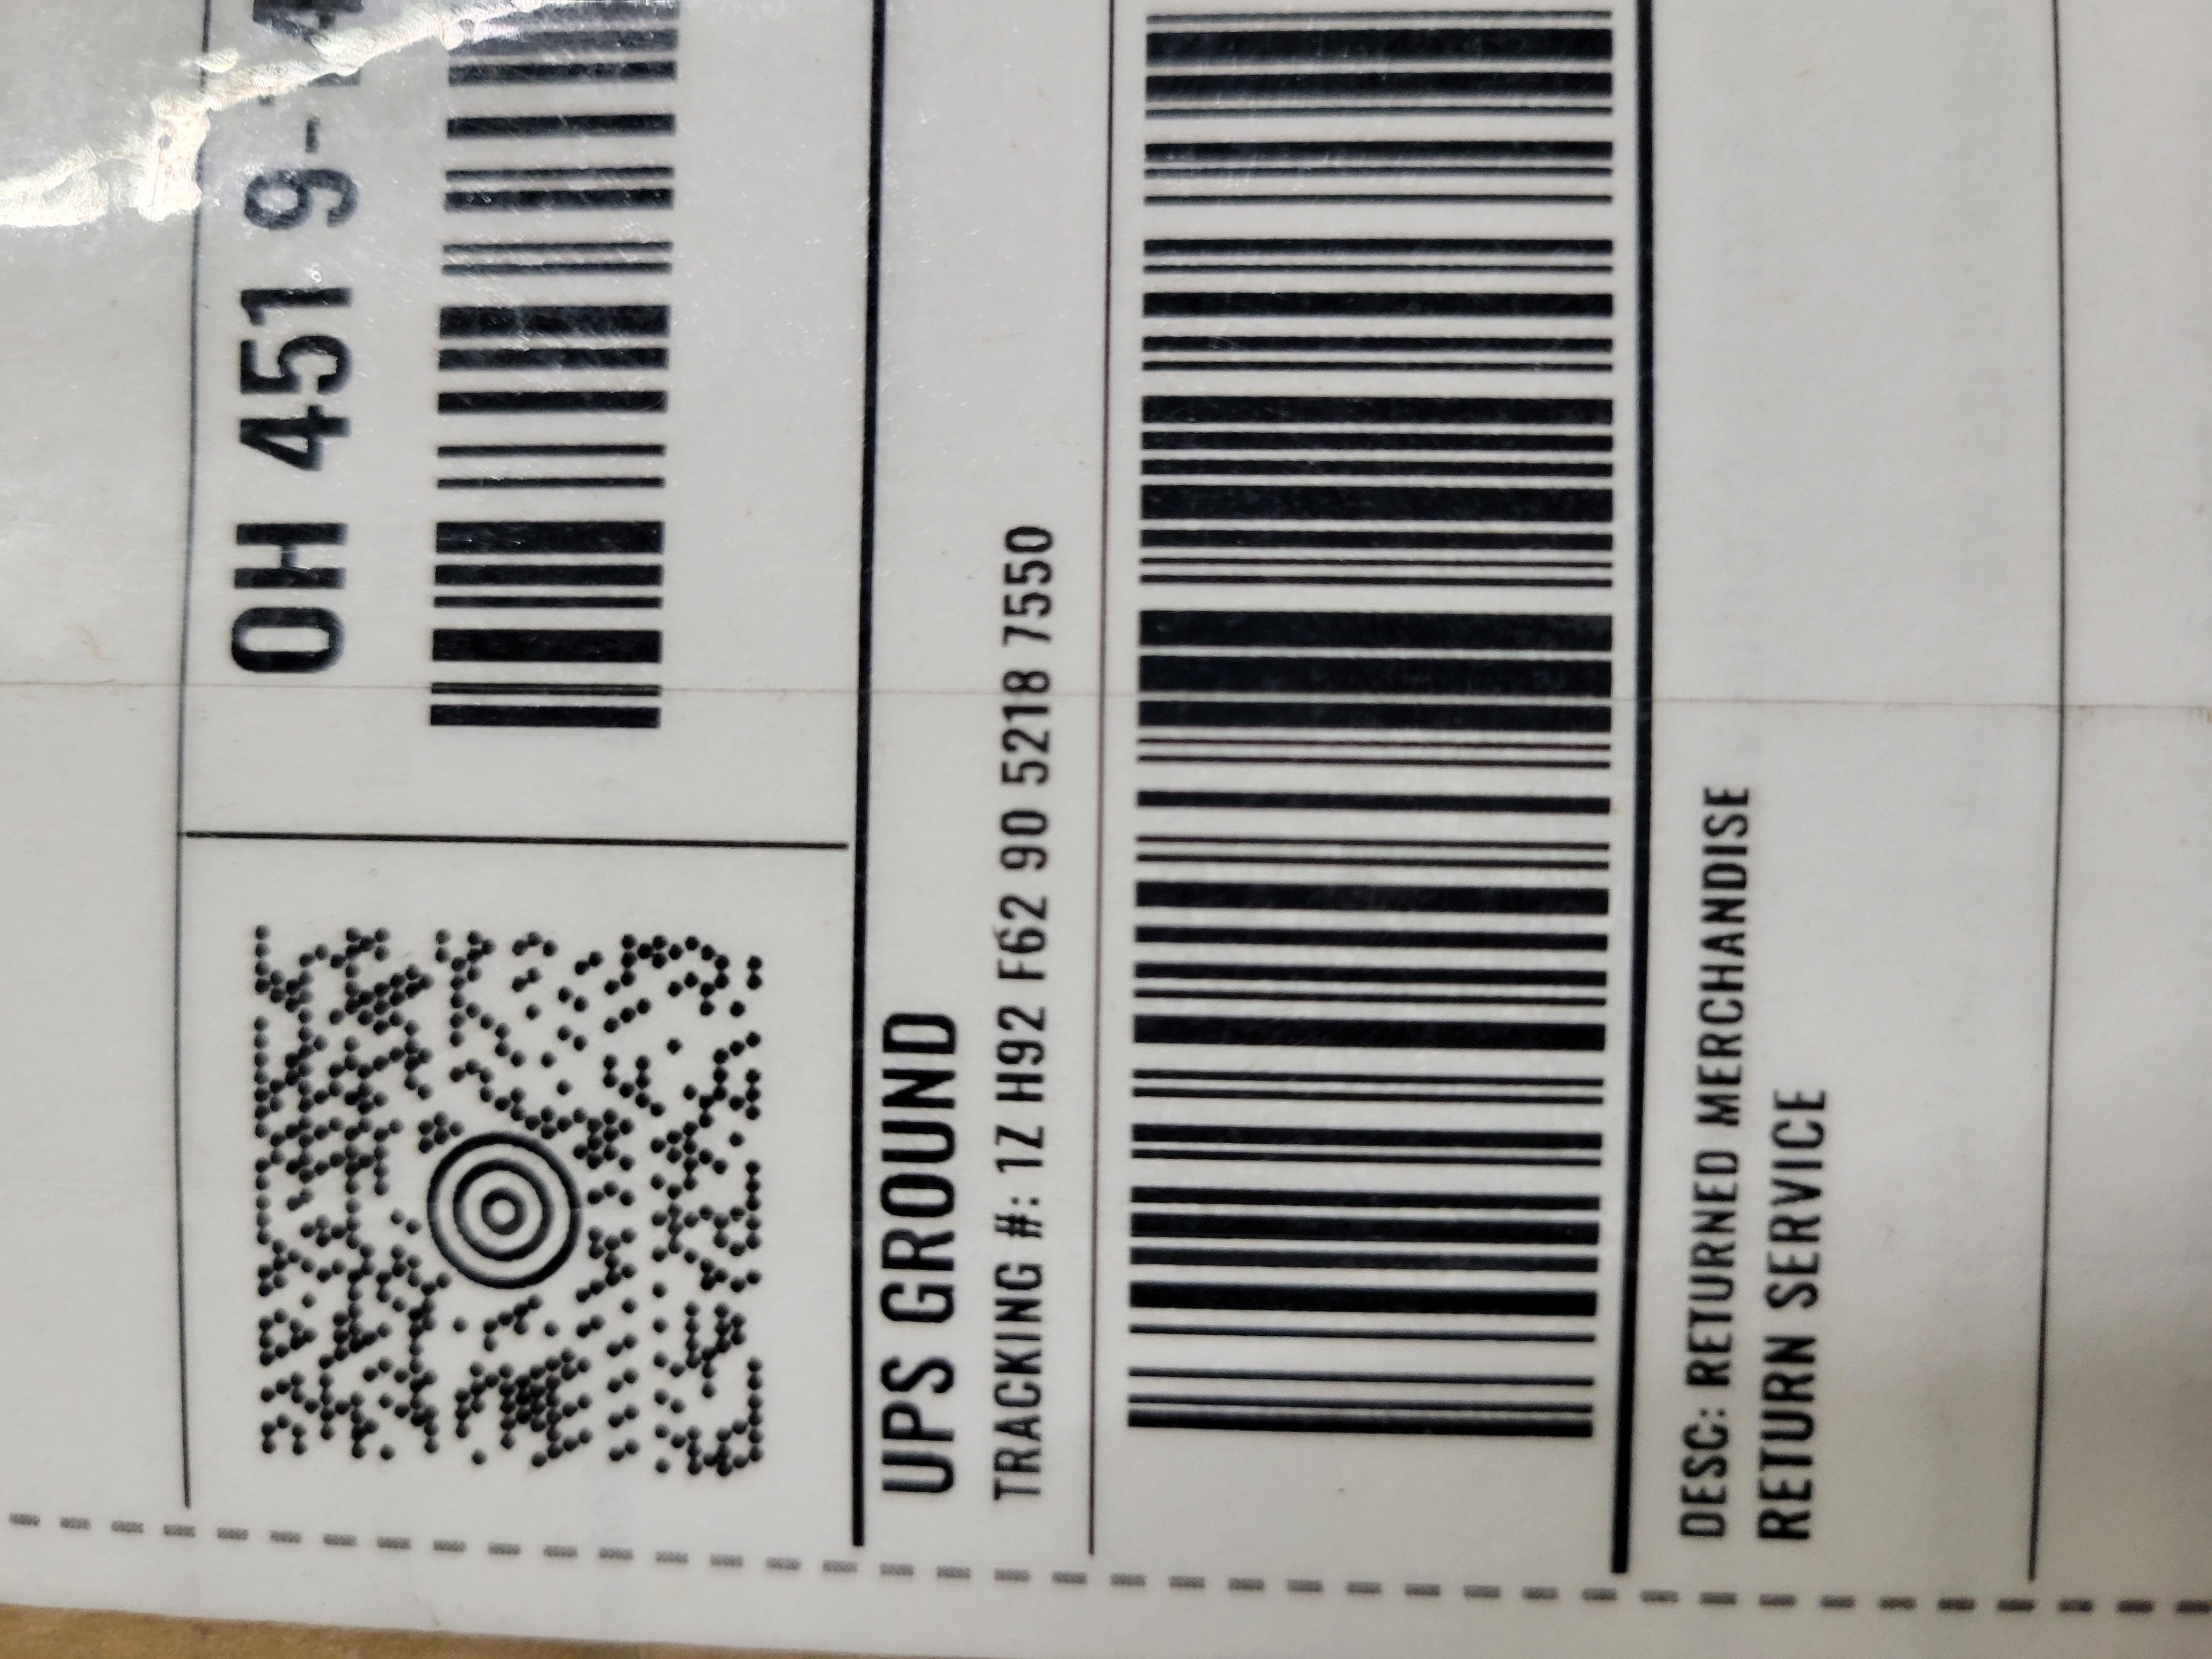 OH 451 9-
UPS GROUND
TRACKING #: 1Z H92 F62 90 5218 7550
DESC: RETURNED MERCHANDISE
RETURN SERVICE